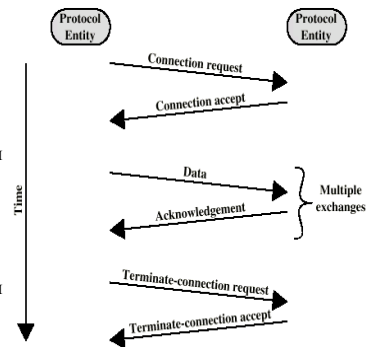 Protocol
Entity
Protocol
Entity
Connection request
Connection accept
Time
Data
Acknowledgement
Multiple
exchanges
Terminate-connection request
Terminate-connection accept